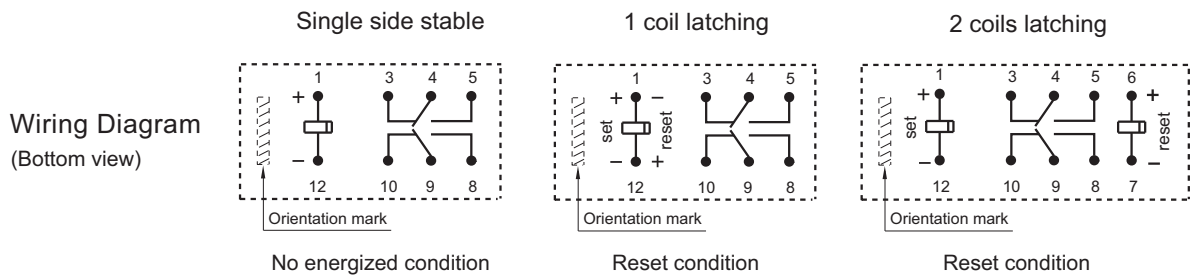 Single side stable
1 coil latching
2 coils latching
Wiring Diagram
(Bottom view)
1 3 4 5
+
−
12 10 9 8
Orientation mark
No energized condition
1 3 4 5
+ −
set reset
− +
12 10 9 8
Orientation mark
Reset condition
1 3 4 5 6
+ +
set reset
− −
12 10 9 8 7
Orientation mark
Reset condition